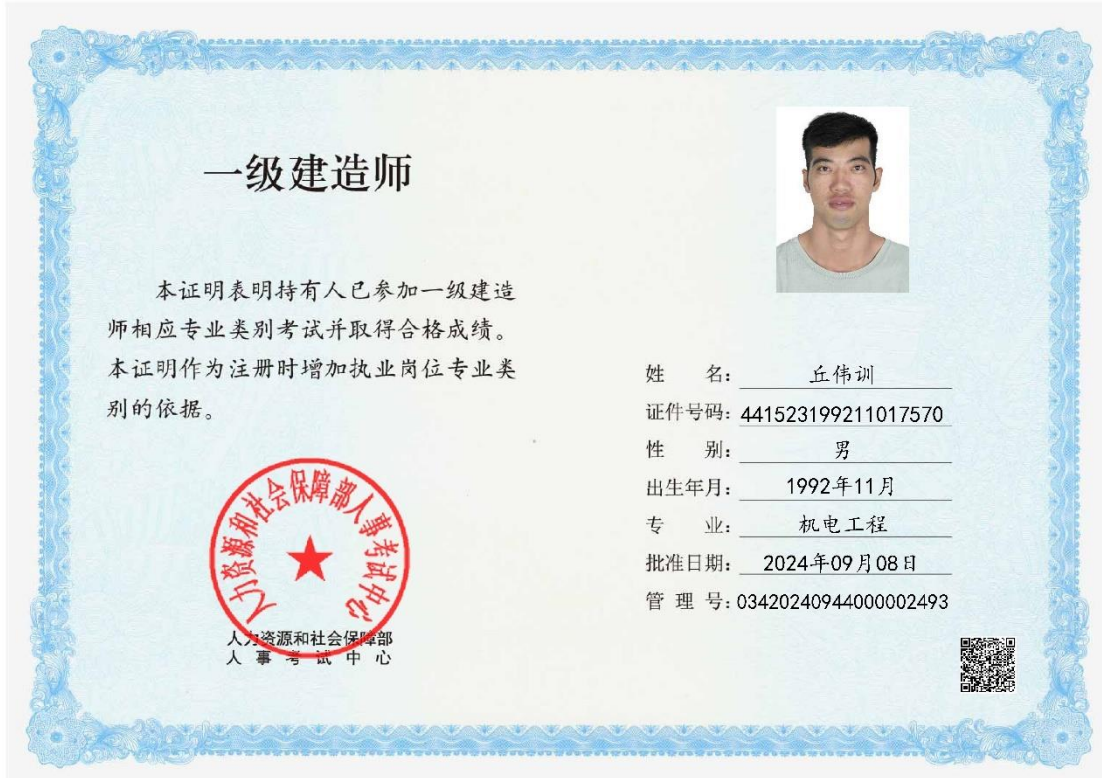 一级建造师
本证明表明持有人已参加一级建造
师相应专业类别考试并取得合格成绩。
本证明作为注册时增加执业岗位专业类
别的依据。
人力资源和社会保障部人事考试中心
人力资源和社会保障部
人事考试中心
姓 名: 丘伟训
证件号码: 441523199211017570
性 别: 男
出生年月: 1992年11月
专 业: 机电工程
批准日期: 2024年09月08日
管 理 号: 03420240944000002493